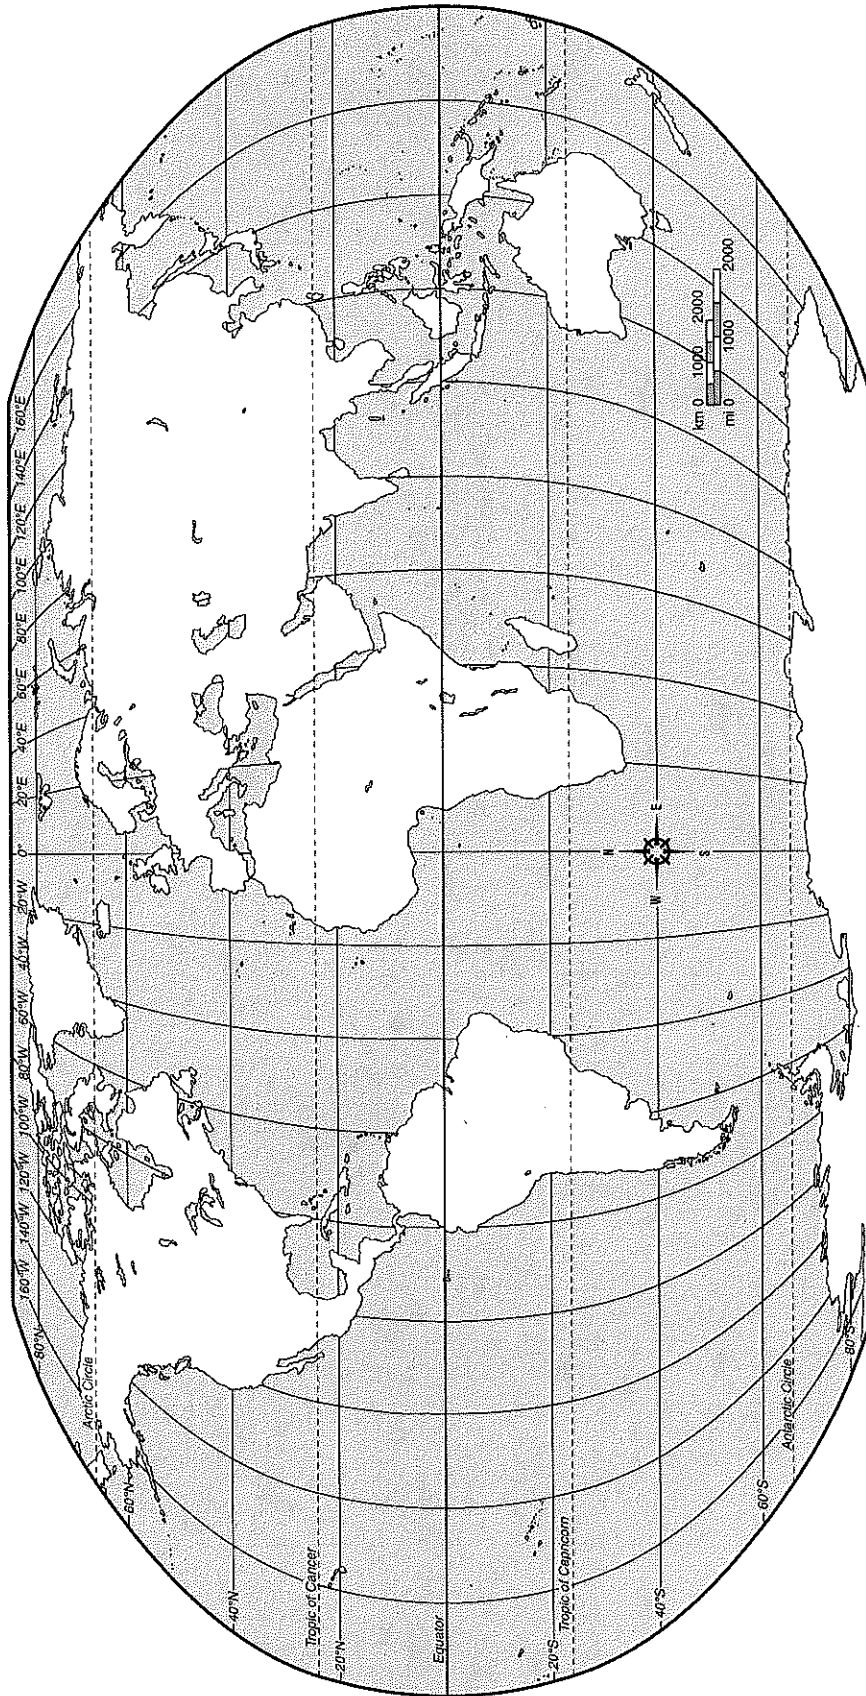 160°W 140°W 120°W 100°W 80°W 60°W 40°W 20°W 0° 20°E 40°E 60°E 80°E 100°E 120°E 140°E 160°E
80°N
Arctic Circle
60°N
40°N
Tropic of Cancer
20°N
Equator
20°S
Tropic of Capricorn
40°S
60°S
Antarctic Circle
80°S
N
W E
S
km 0 1000 2000
mi 0 1000 2000